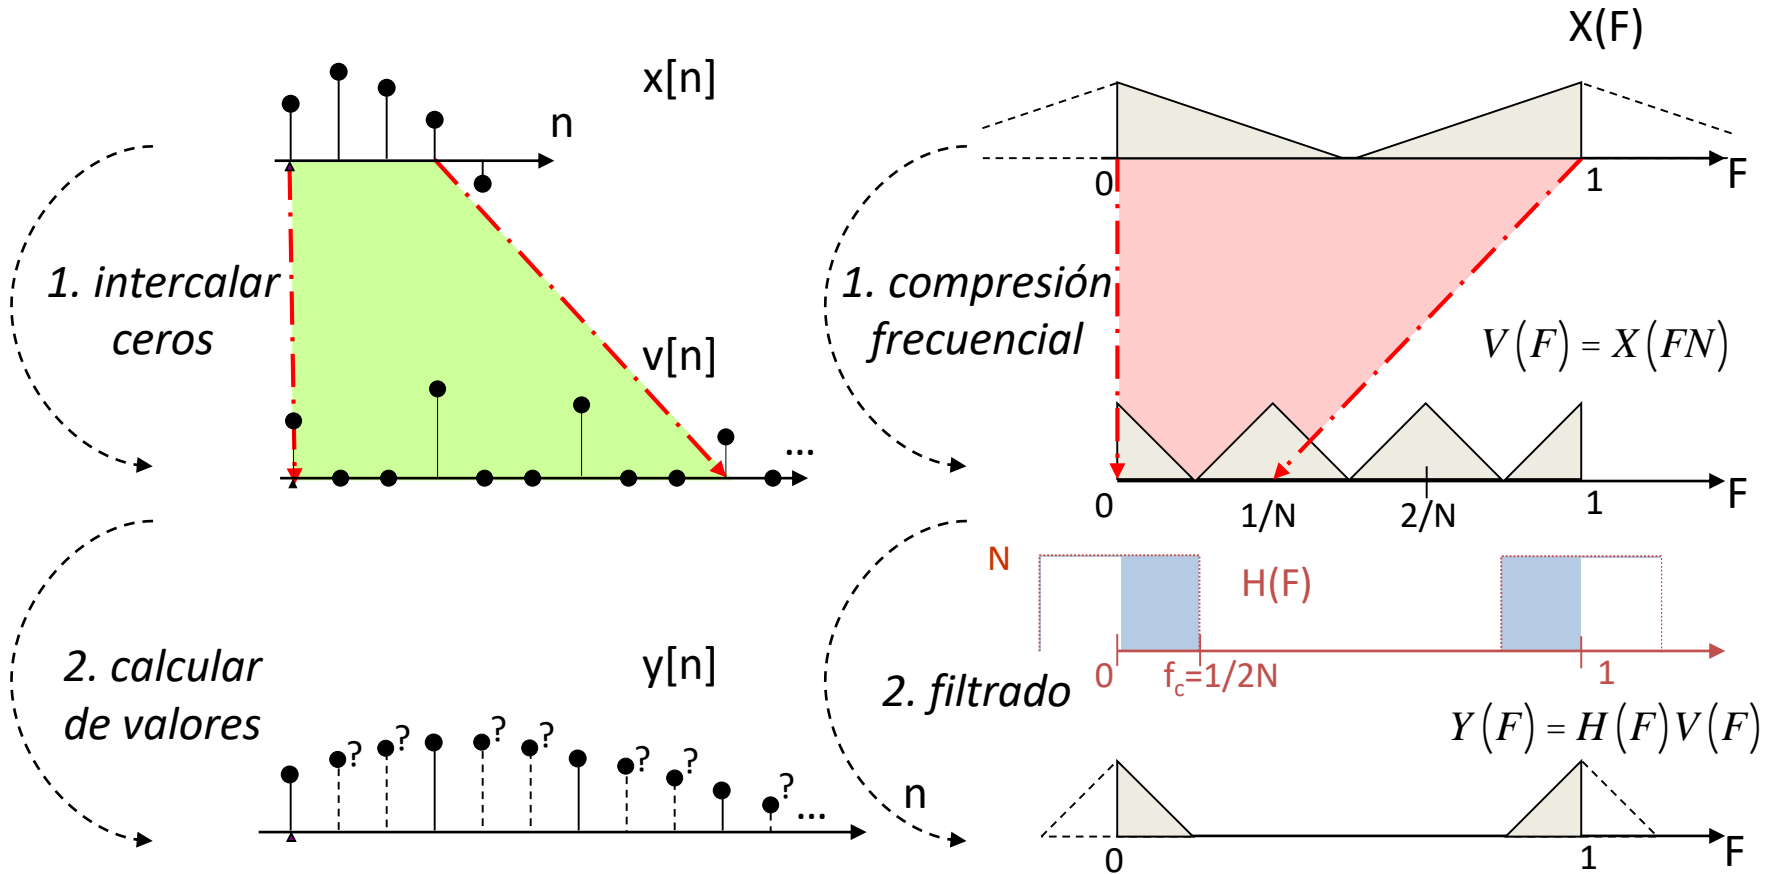 x[n]
n
1. intercalar
ceros
v[n]
...
2. calcular
de valores
y[n]
? ? ? ? ? ? ?
...
n
X(F)
0
1
F
1. compresión
frecuencial
V(F) = X(FN)
0
1/N
2/N
1
F
N
H(F)
0
f_c=1/2N
1
2. filtrado
Y(F) = H(F)V(F)
0
1
F